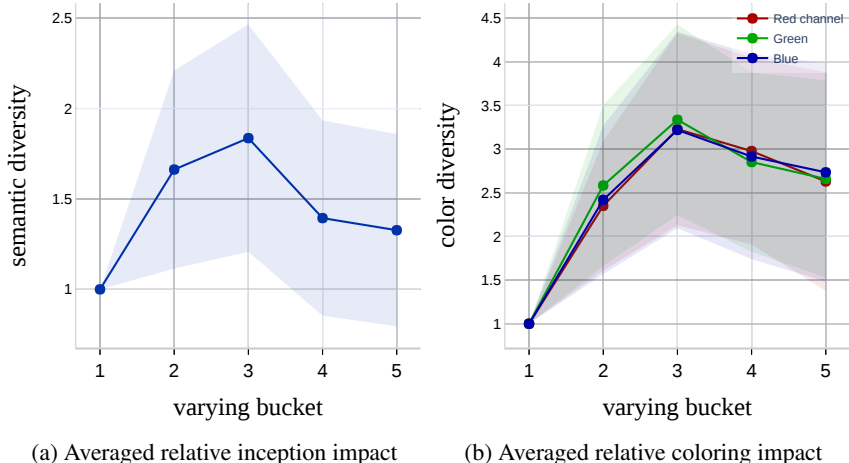 2.5
2
1.5
1
semantic diversity
1 2 3 4 5
varying bucket
(a) Averaged relative inception impact
4.5
4
3.5
3
2.5
2
1.5
1
color diversity
Red channel
Green
Blue
1 2 3 4 5
varying bucket
(b) Averaged relative coloring impact